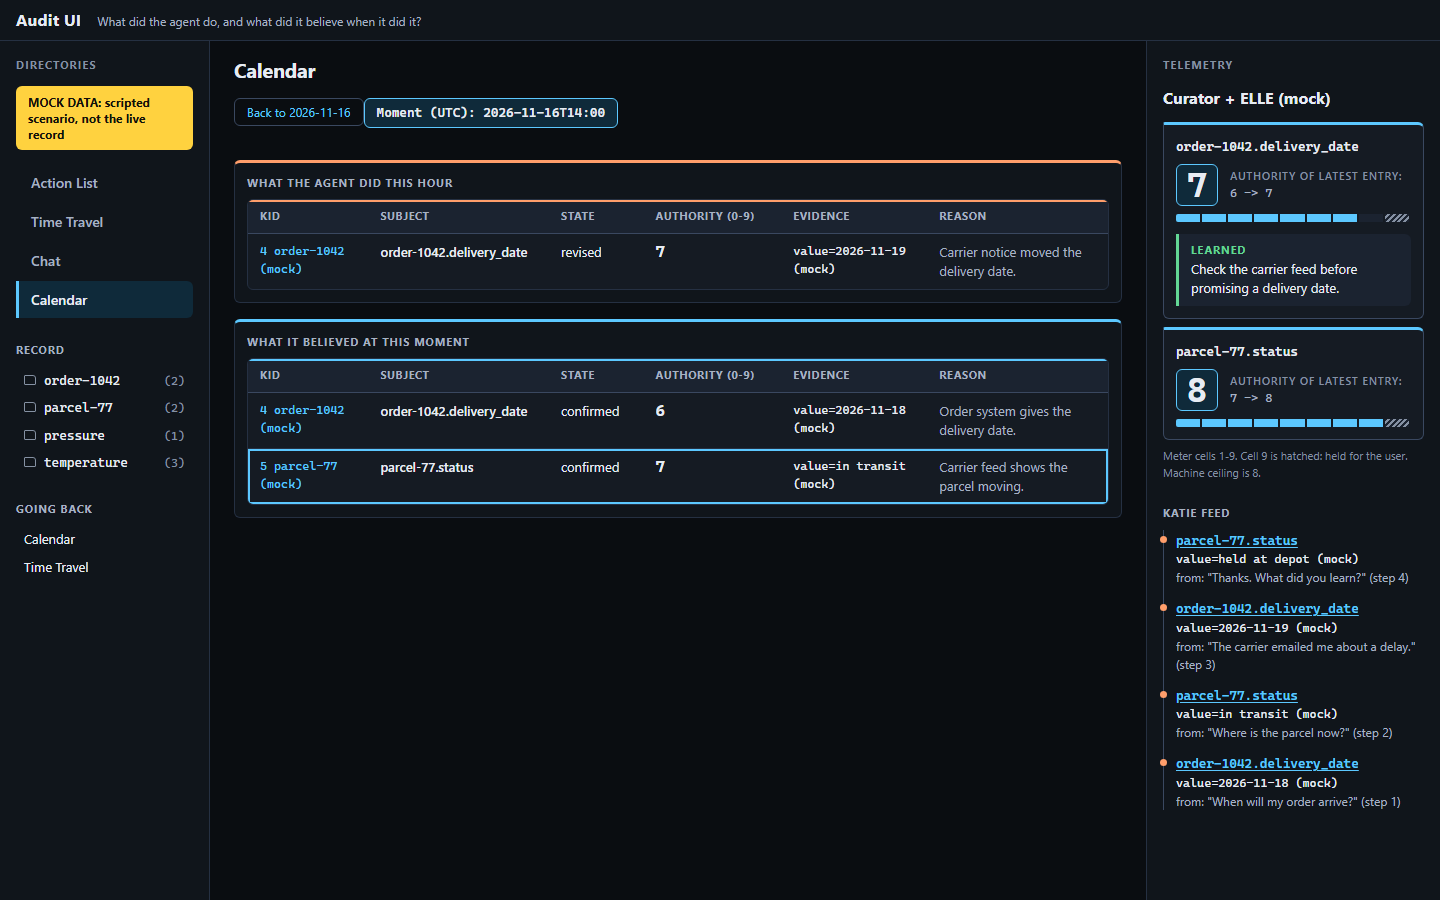 Audit UI What did the agent do, and what did it believe when it did it?
DIRECTORIES
MOCK DATA: scripted
scenario, not the live
record
Action List
Time Travel
Chat
Calendar
RECORD
order-1042 (2)
parcel-77 (2)
pressure (1)
temperature (3)
GOING BACK
Calendar
Time Travel
Calendar
Back to 2026-11-16 Moment (UTC): 2026-11-16T14:00
WHAT THE AGENT DID THIS HOUR
KID SUBJECT STATE AUTHORITY (0-9) EVIDENCE REASON
4 order-1042 order-1042.delivery_date revised 7 value=2026-11-19 Carrier notice moved the
(mock) (mock) delivery date.
WHAT IT BELIEVED AT THIS MOMENT
KID SUBJECT STATE AUTHORITY (0-9) EVIDENCE REASON
4 order-1042 order-1042.delivery_date confirmed 6 value=2026-11-18 Order system gives the
(mock) (mock) delivery date.
5 parcel-77 parcel-77.status confirmed 7 value=in transit Carrier feed shows the
(mock) (mock) parcel moving.
TELEMETRY
Curator + ELLE (mock)
order-1042.delivery_date
7 AUTHORITY OF LATEST ENTRY:
6 -> 7
LEARNED
Check the carrier feed before
promising a delivery date.
parcel-77.status
8 AUTHORITY OF LATEST ENTRY:
7 -> 8
Meter cells 1-9. Cell 9 is hatched: held for the user.
Machine ceiling is 8.
KATIE FEED
parcel-77.status
value=held at depot (mock)
from: "Thanks. What did you learn?" (step 4)
order-1042.delivery_date
value=2026-11-19 (mock)
from: "The carrier emailed me about a delay."
(step 3)
parcel-77.status
value=in transit (mock)
from: "Where is the parcel now?" (step 2)
order-1042.delivery_date
value=2026-11-18 (mock)
from: "When will my order arrive?" (step 1)